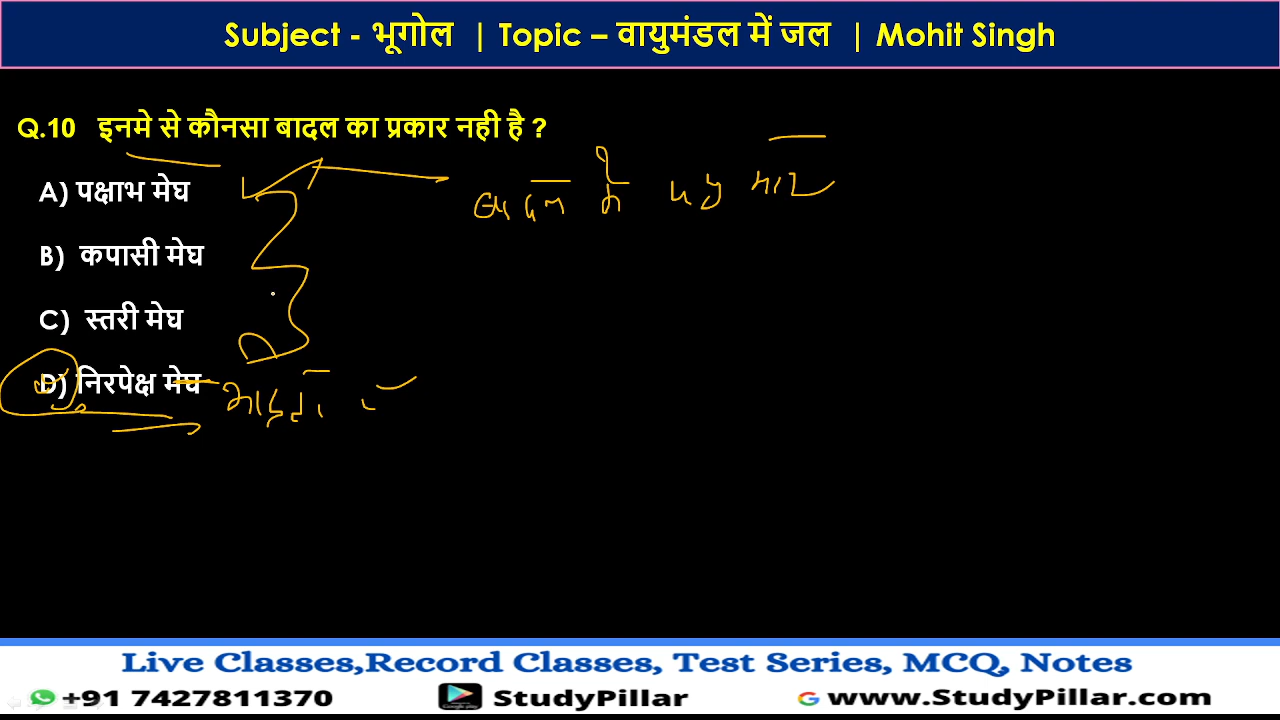 Subject - भूगोल | Topic – वायुमंडल में जल | Mohit Singh
Q.10 इनमे से कौनसा बादल का प्रकार नही है ?
A) पक्षाभ मेघ
B) कपासी मेघ
C) स्तरी मेघ
D) निरपेक्ष मेघ
Live Classes,Record Classes, Test Series, MCQ, Notes
+91 7427811370 StudyPillar www.StudyPillar.com